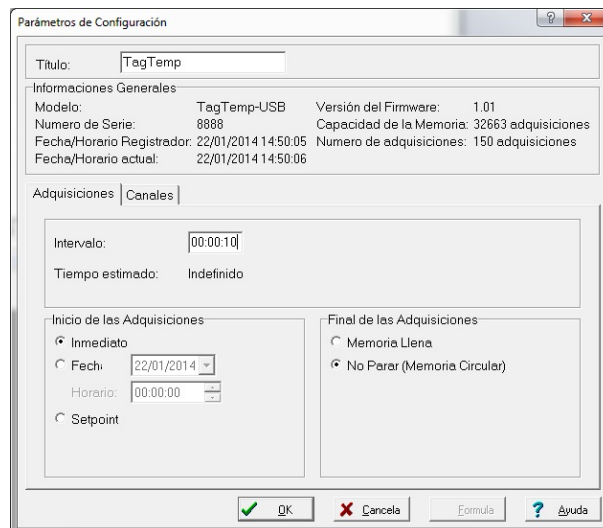 Parámetros de Configuración
Título: TagTemp
Informaciones Generales
Modelo: TagTemp-USB Versión del Firmware: 1.01
Numero de Serie: 8888 Capacidad de la Memoria: 32663 adquisiciones
Fecha/Horario Registrador: 22/01/2014 14:50:05 Numero de adquisiciones: 150 adquisiciones
Fecha/Horario actual: 22/01/2014 14:50:06
Adquisiciones Canales
Intervalo: 00:00:10
Tiempo estimado: Indefinido
Inicio de las Adquisiciones Final de las Adquisiciones
Inmediato Memoria Llena
Fech: 22/01/2014 No Parar (Memoria Circular)
Horario: 00:00:00
Setpoint
OK Cancela Formula Ayuda